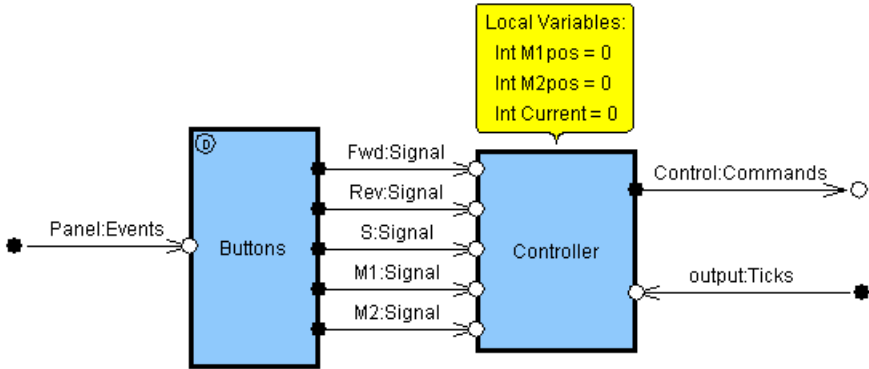 Local Variables:
Int M1pos = 0
Int M2pos = 0
Int Current = 0
D
Fwd:Signal
Control:Commands
Rev:Signal
Panel:Events
Buttons
S:Signal
Controller
M1:Signal
output:Ticks
M2:Signal